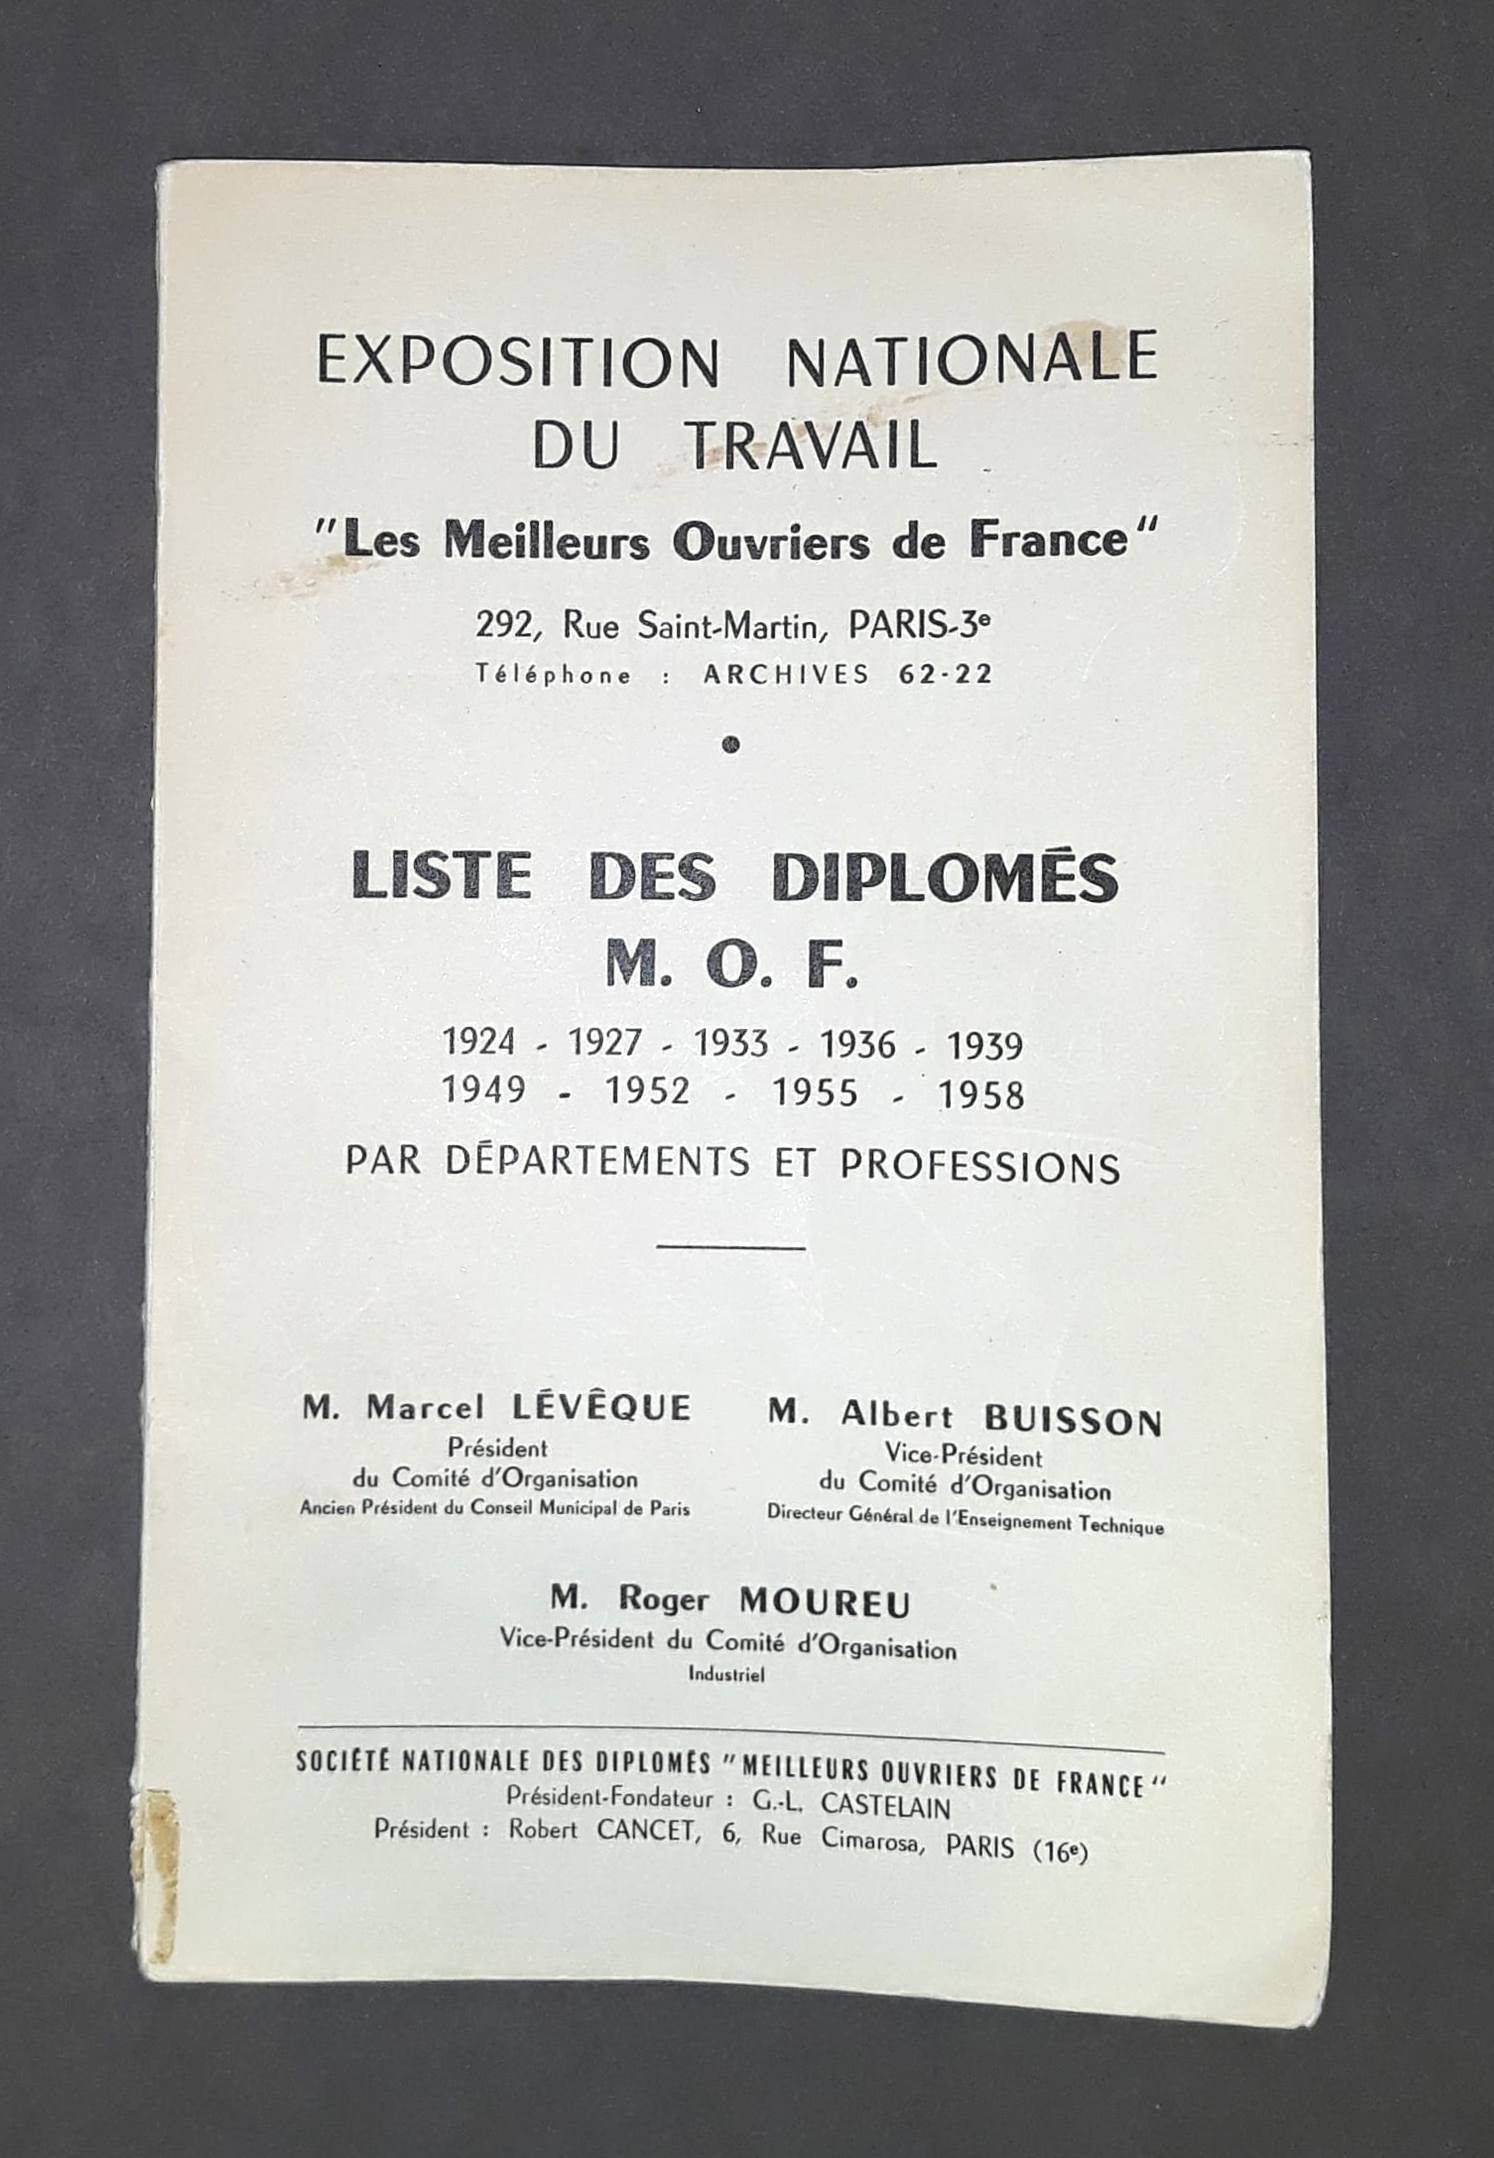 EXPOSITION NATIONALE
DU TRAVAIL
"Les Meilleurs Ouvriers de France"
292, Rue Saint-Martin, PARIS-3e
Téléphone : ARCHIVES 62-22
•
LISTE DES DIPLOMÉS
M. O. F.
1924 - 1927 - 1933 - 1936 - 1939
1949 - 1952 - 1955 - 1958
PAR DÉPARTEMENTS ET PROFESSIONS
M. Marcel LÉVÊQUE
Président
du Comité d'Organisation
Ancien Président du Conseil Municipal de Paris
M. Albert BUISSON
Vice-Président
du Comité d'Organisation
Directeur Général de l'Enseignement Technique
M. Roger MOUREU
Vice-Président du Comité d'Organisation
Industriel
SOCIÉTÉ NATIONALE DES DIPLOMÉS "MEILLEURS OUVRIERS DE FRANCE"
Président-Fondateur : G.-L. CASTELAIN
Président : Robert CANCET, 6, Rue Cimarosa, PARIS (16e)